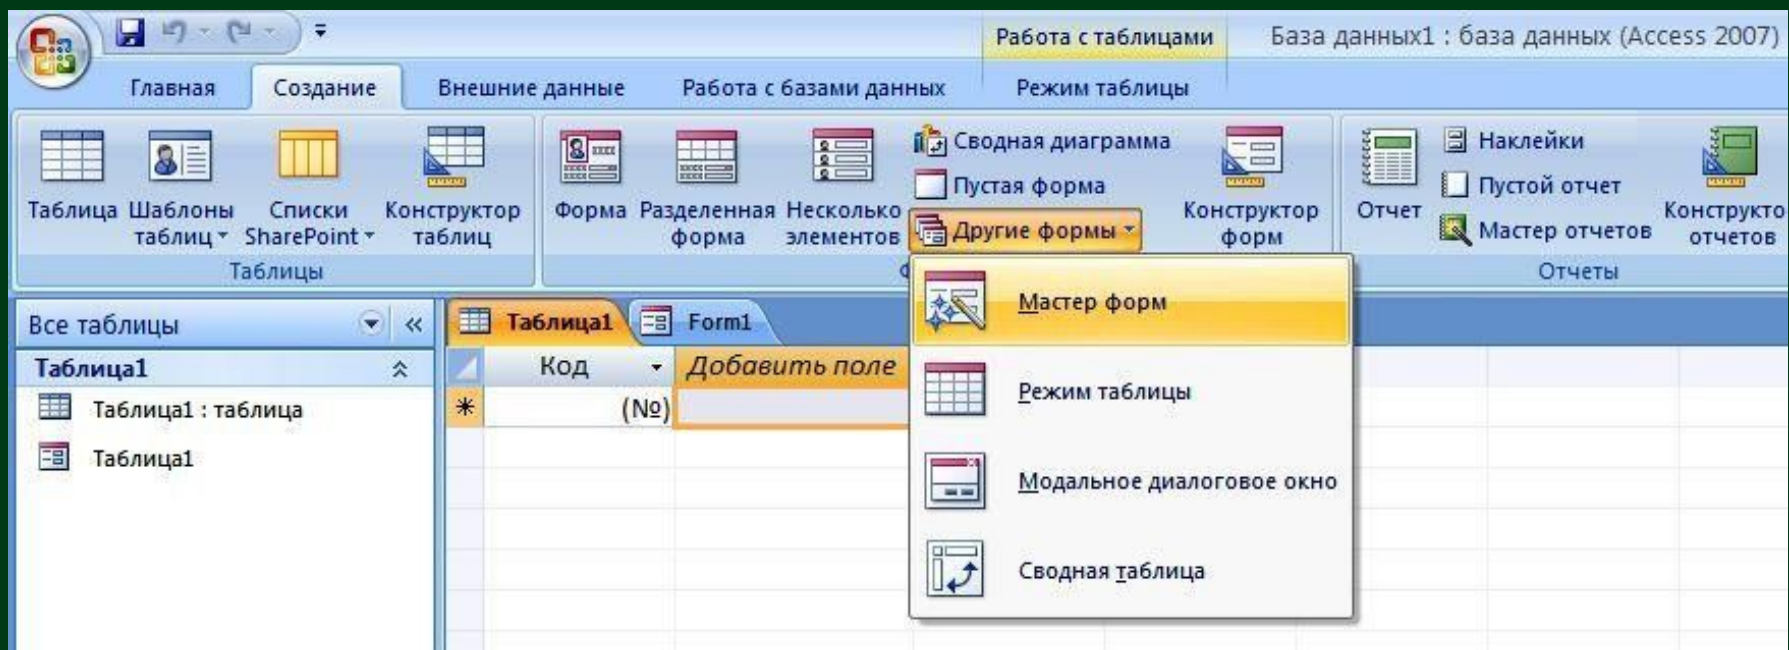 Работа с таблицами
База данных1 : база данных (Access 2007)
Главная
Создание
Внешние данные
Работа с базами данных
Режим таблицы
Таблица
Шаблоны
таблиц
Списки
SharePoint
Конструктор
таблиц
Таблицы
Форма
Разделенная
форма
Несколько
элементов
Сводная диаграмма
Пустая форма
Другие формы
Конструктор
форм
Отчет
Наклейки
Пустой отчет
Мастер отчетов
Конструкто
отчетов
Отчеты
Мастер форм
Режим таблицы
Модальное диалоговое окно
Сводная таблица
Все таблицы
Таблица1
Таблица1 : таблица
Таблица1
Таблица1
Form1
Код
Добавить поле
(№)